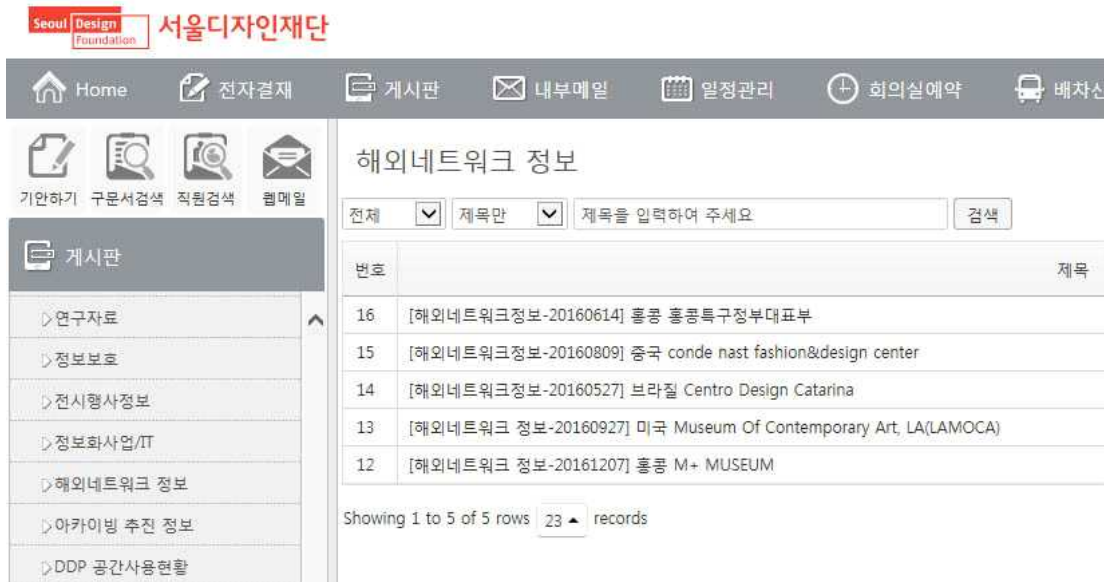 Seoul Design Foundation 서울디자인재단
Home 전자결재 게시판 내부메일 일정관리 회의실예약 배차신
기안하기 구문서검색 직원검색 웹메일
게시판
연구자료
정보보호
전시행사정보
정보화사업/IT
해외네트워크 정보
아카이빙 추진 정보
DDP 공간사용현황
해외네트워크 정보
전체 제목만 제목을 입력하여 주세요 검색
번호 제목
16 [해외네트워크정보-20160614] 홍콩 홍콩특구정부대표부
15 [해외네트워크정보-20160809] 중국 conde nast fashion&design center
14 [해외네트워크정보-20160527] 브라질 Centro Design Catarina
13 [해외네트워크 정보-20160927] 미국 Museum Of Contemporary Art, LA(LAMOCA)
12 [해외네트워크 정보-20161207] 홍콩 M+ MUSEUM
Showing 1 to 5 of 5 rows 23 records